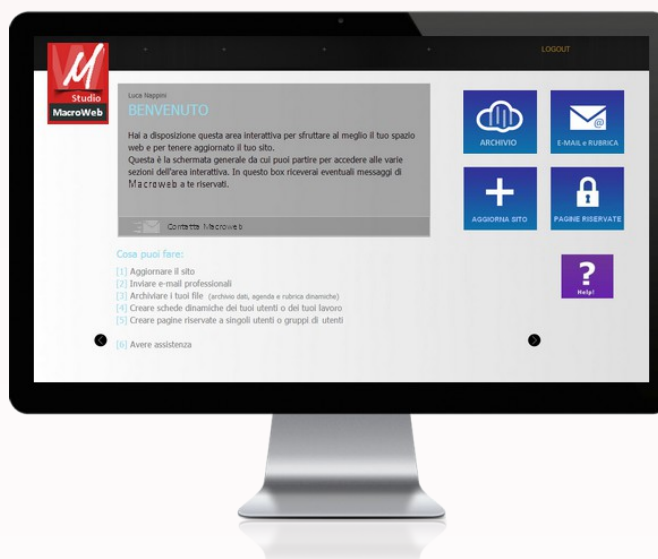 LOGOUT
M
Studio
MacroWeb
Luca Nappini
BENVENUTO
Hai a disposizione questa area interattiva per sfruttare al meglio il tuo spazio
web e per tenere aggiornato il tuo sito.
Questa è la schermata generale da cui puoi partire per accedere alle varie
sezioni dell'area interattiva. In questo box riceverai eventuali messaggi di
Macroweb a te riservati.
Contatta Macroweb
ARCHIVIO
@
E-MAIL e RUBRICA
AGGIORNA SITO
PAGINE RISERVATE
?
Help!
Cosa puoi fare:
[1] Aggiornare il sito
[2] Inviare e-mail professionali
[3] Archiviare i tuoi file (archivio dati, agenda e rubrica dinamiche)
[4] Creare schede dinamiche dei tuoi utenti o dei tuoi lavoro
[5] Creare pagine riservate a singoli utenti o gruppi di utenti
[6] Avere assistenza